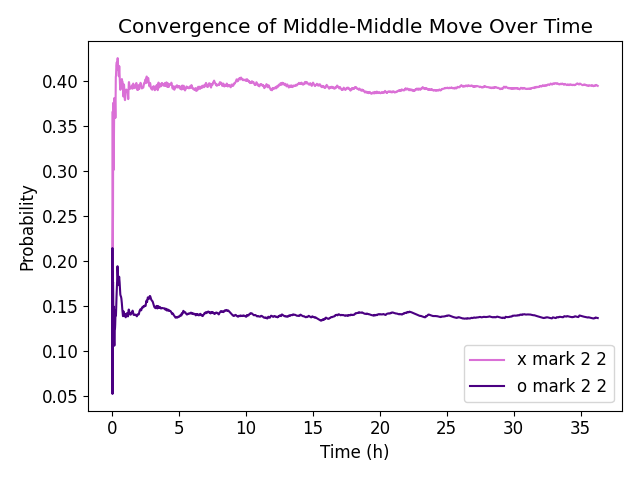 Convergence of Middle-Middle Move Over Time
Probability
0.40
0.35
0.30
0.25
0.20
0.15
0.10
0.05
x mark 2 2
o mark 2 2
0 5 10 15 20 25 30 35
Time (h)